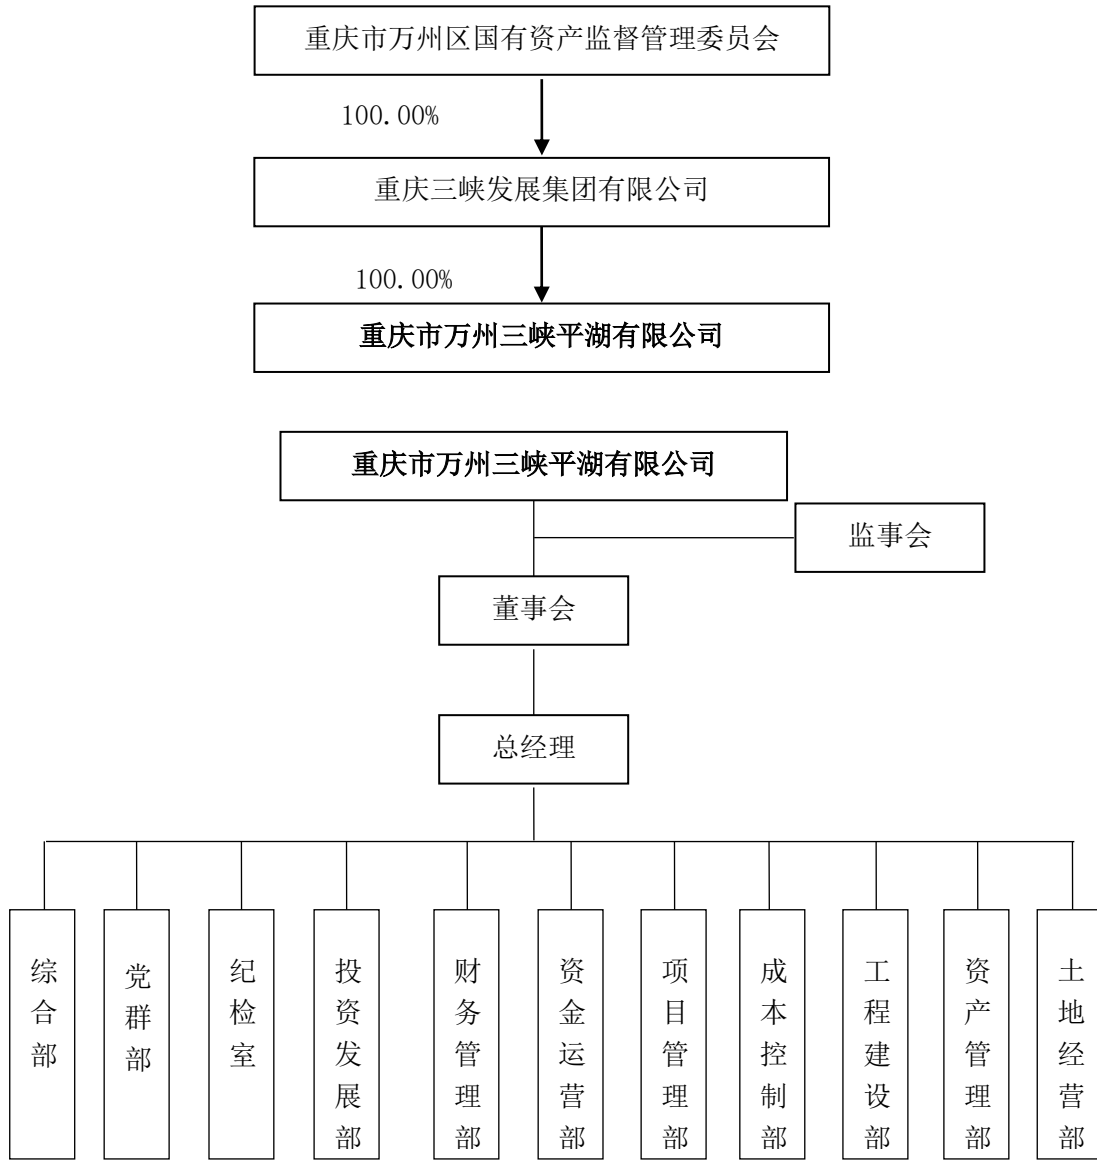 重庆市万州区国有资产监督管理委员会
100.00%
重庆三峡发展集团有限公司
100.00%
重庆市万州三峡平湖有限公司
重庆市万州三峡平湖有限公司
监事会
董事会
总经理
综合部
党群部
纪检室
投资发展部
财务管理部
资金运营部
项目管理部
成本控制部
工程建设部
资产管理部
土地经营部